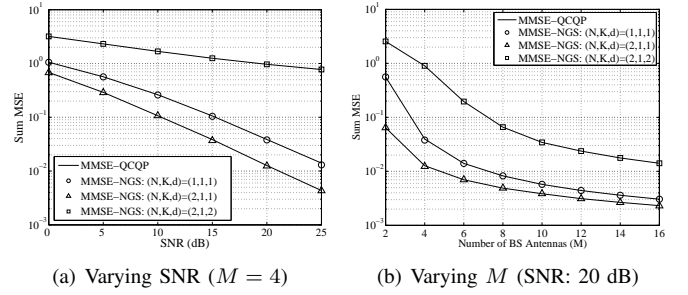 10^1
10^0
10^-1
10^-2
10^-3
Sum MSE
MMSE−QCQP
MMSE−NGS: (N,K,d)=(1,1,1)
MMSE−NGS: (N,K,d)=(2,1,1)
MMSE−NGS: (N,K,d)=(2,1,2)
0 5 10 15 20 25
SNR (dB)
(a) Varying SNR (M = 4)
10^1
10^0
10^-1
10^-2
10^-3
Sum MSE
MMSE−QCQP
MMSE−NGS: (N,K,d)=(1,1,1)
MMSE−NGS: (N,K,d)=(2,1,1)
MMSE−NGS: (N,K,d)=(2,1,2)
2 4 6 8 10 12 14 16
Number of BS Antennas (M)
(b) Varying M (SNR: 20 dB)